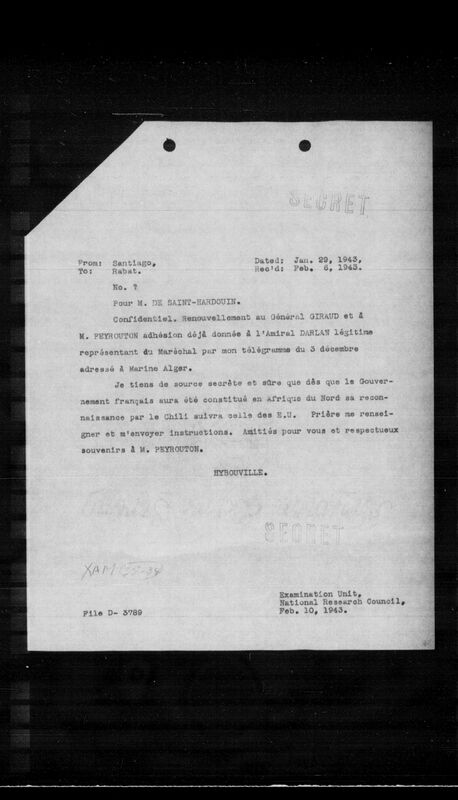 SECRET
From: Santiago, Dated: Jan. 29, 1943,
To: Rabat. Rec'd: Feb. 6, 1943.
No. ?
Pour M. DE SAINT-HARDOUIN.
Confidentiel. Renouvellement au Général GIRAUD et à
M. PEYROUTON adhésion déjà donnée à l'Amiral DARLAN légitime
représentant du Maréchal par mon télégramme du 3 décembre
adressé à Marine Alger.
Je tiens de source secrète et sûre que dès que le Gouver-
nement français aura été constitué en Afrique du Nord sa recon-
naissance par le Chili suivra celle des E.U. Prière me rensei-
gner et m'envoyer instructions. Amitiés pour vous et respectueux
souvenirs à M. PEYROUTON.
HYBOUVILLE.
SECRET
XAM
Examination Unit,
National Research Council,
File D- 3789 Feb. 10, 1943.